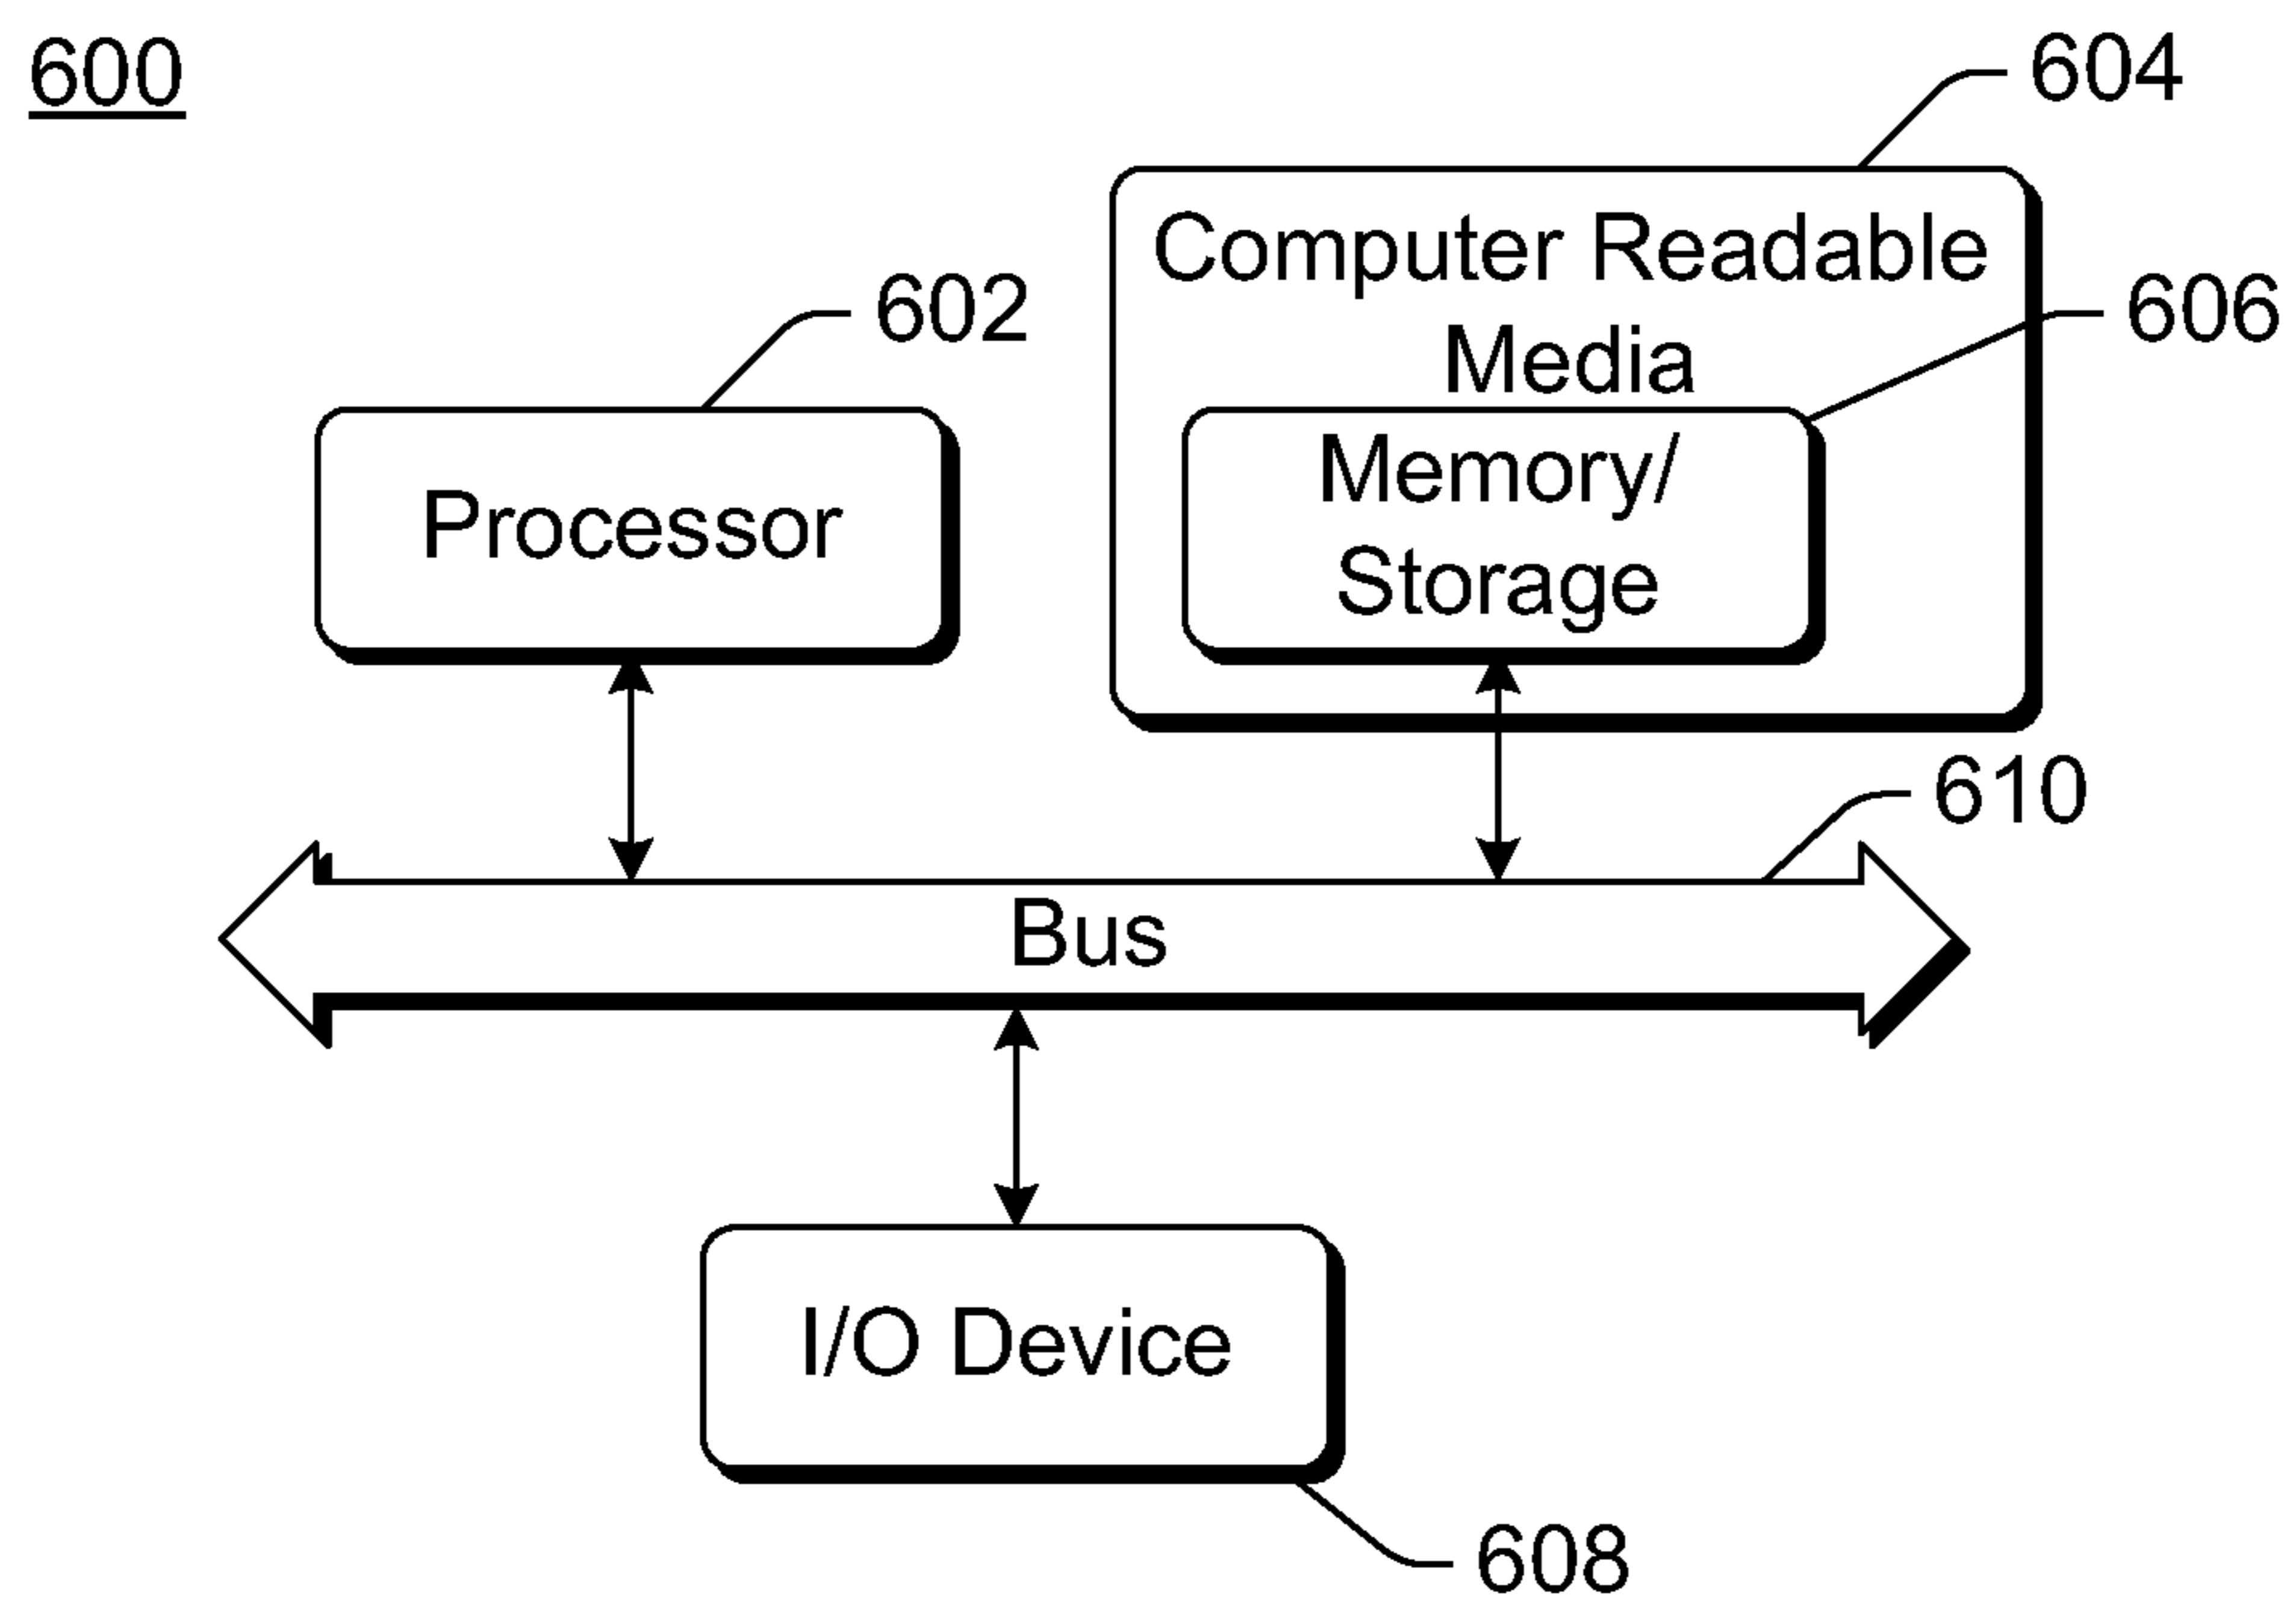 600
604
Computer Readable
Media
602
606
Memory/
Storage
Processor
610
Bus
I/O Device
608